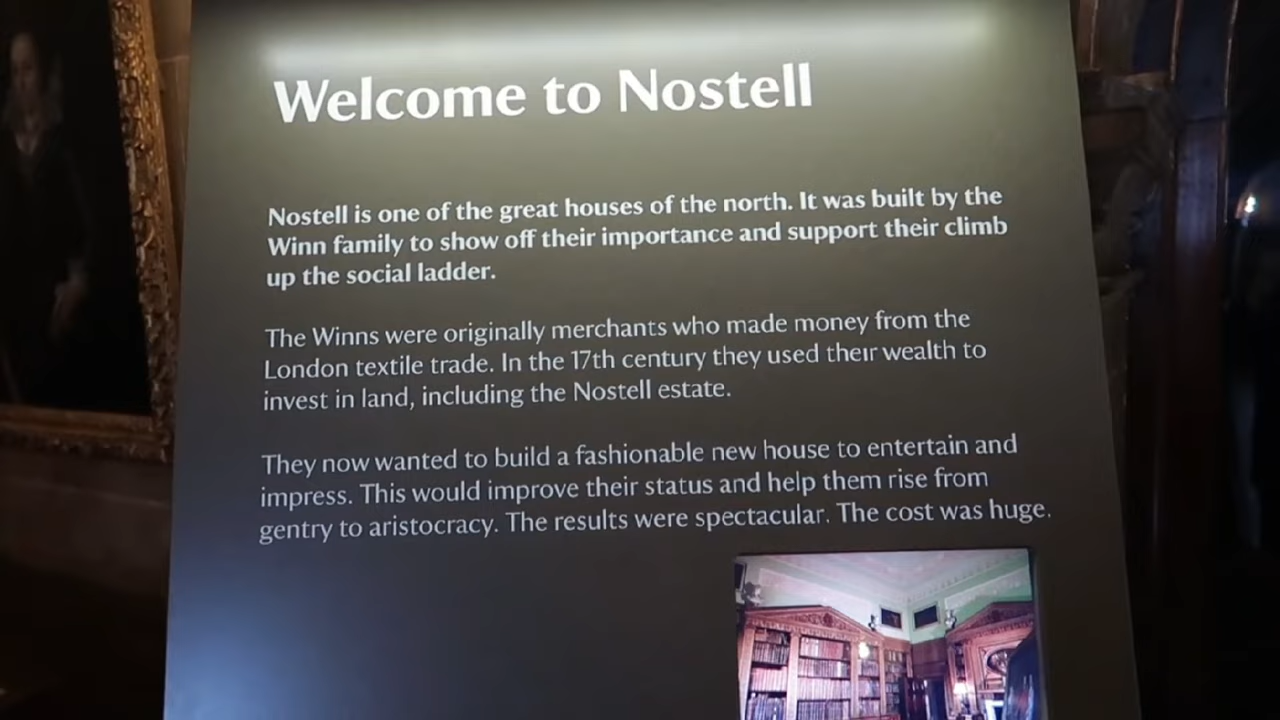 Welcome to Nostell
Nostell is one of the great houses of the north. It was built by the
Winn family to show off their importance and support their climb
up the social ladder.
The Winns were originally merchants who made money from the
London textile trade. In the 17th century they used their wealth to
invest in land, including the Nostell estate.
They now wanted to build a fashionable new house to entertain and
impress. This would improve their status and help them rise from
gentry to aristocracy. The results were spectacular. The cost was huge.